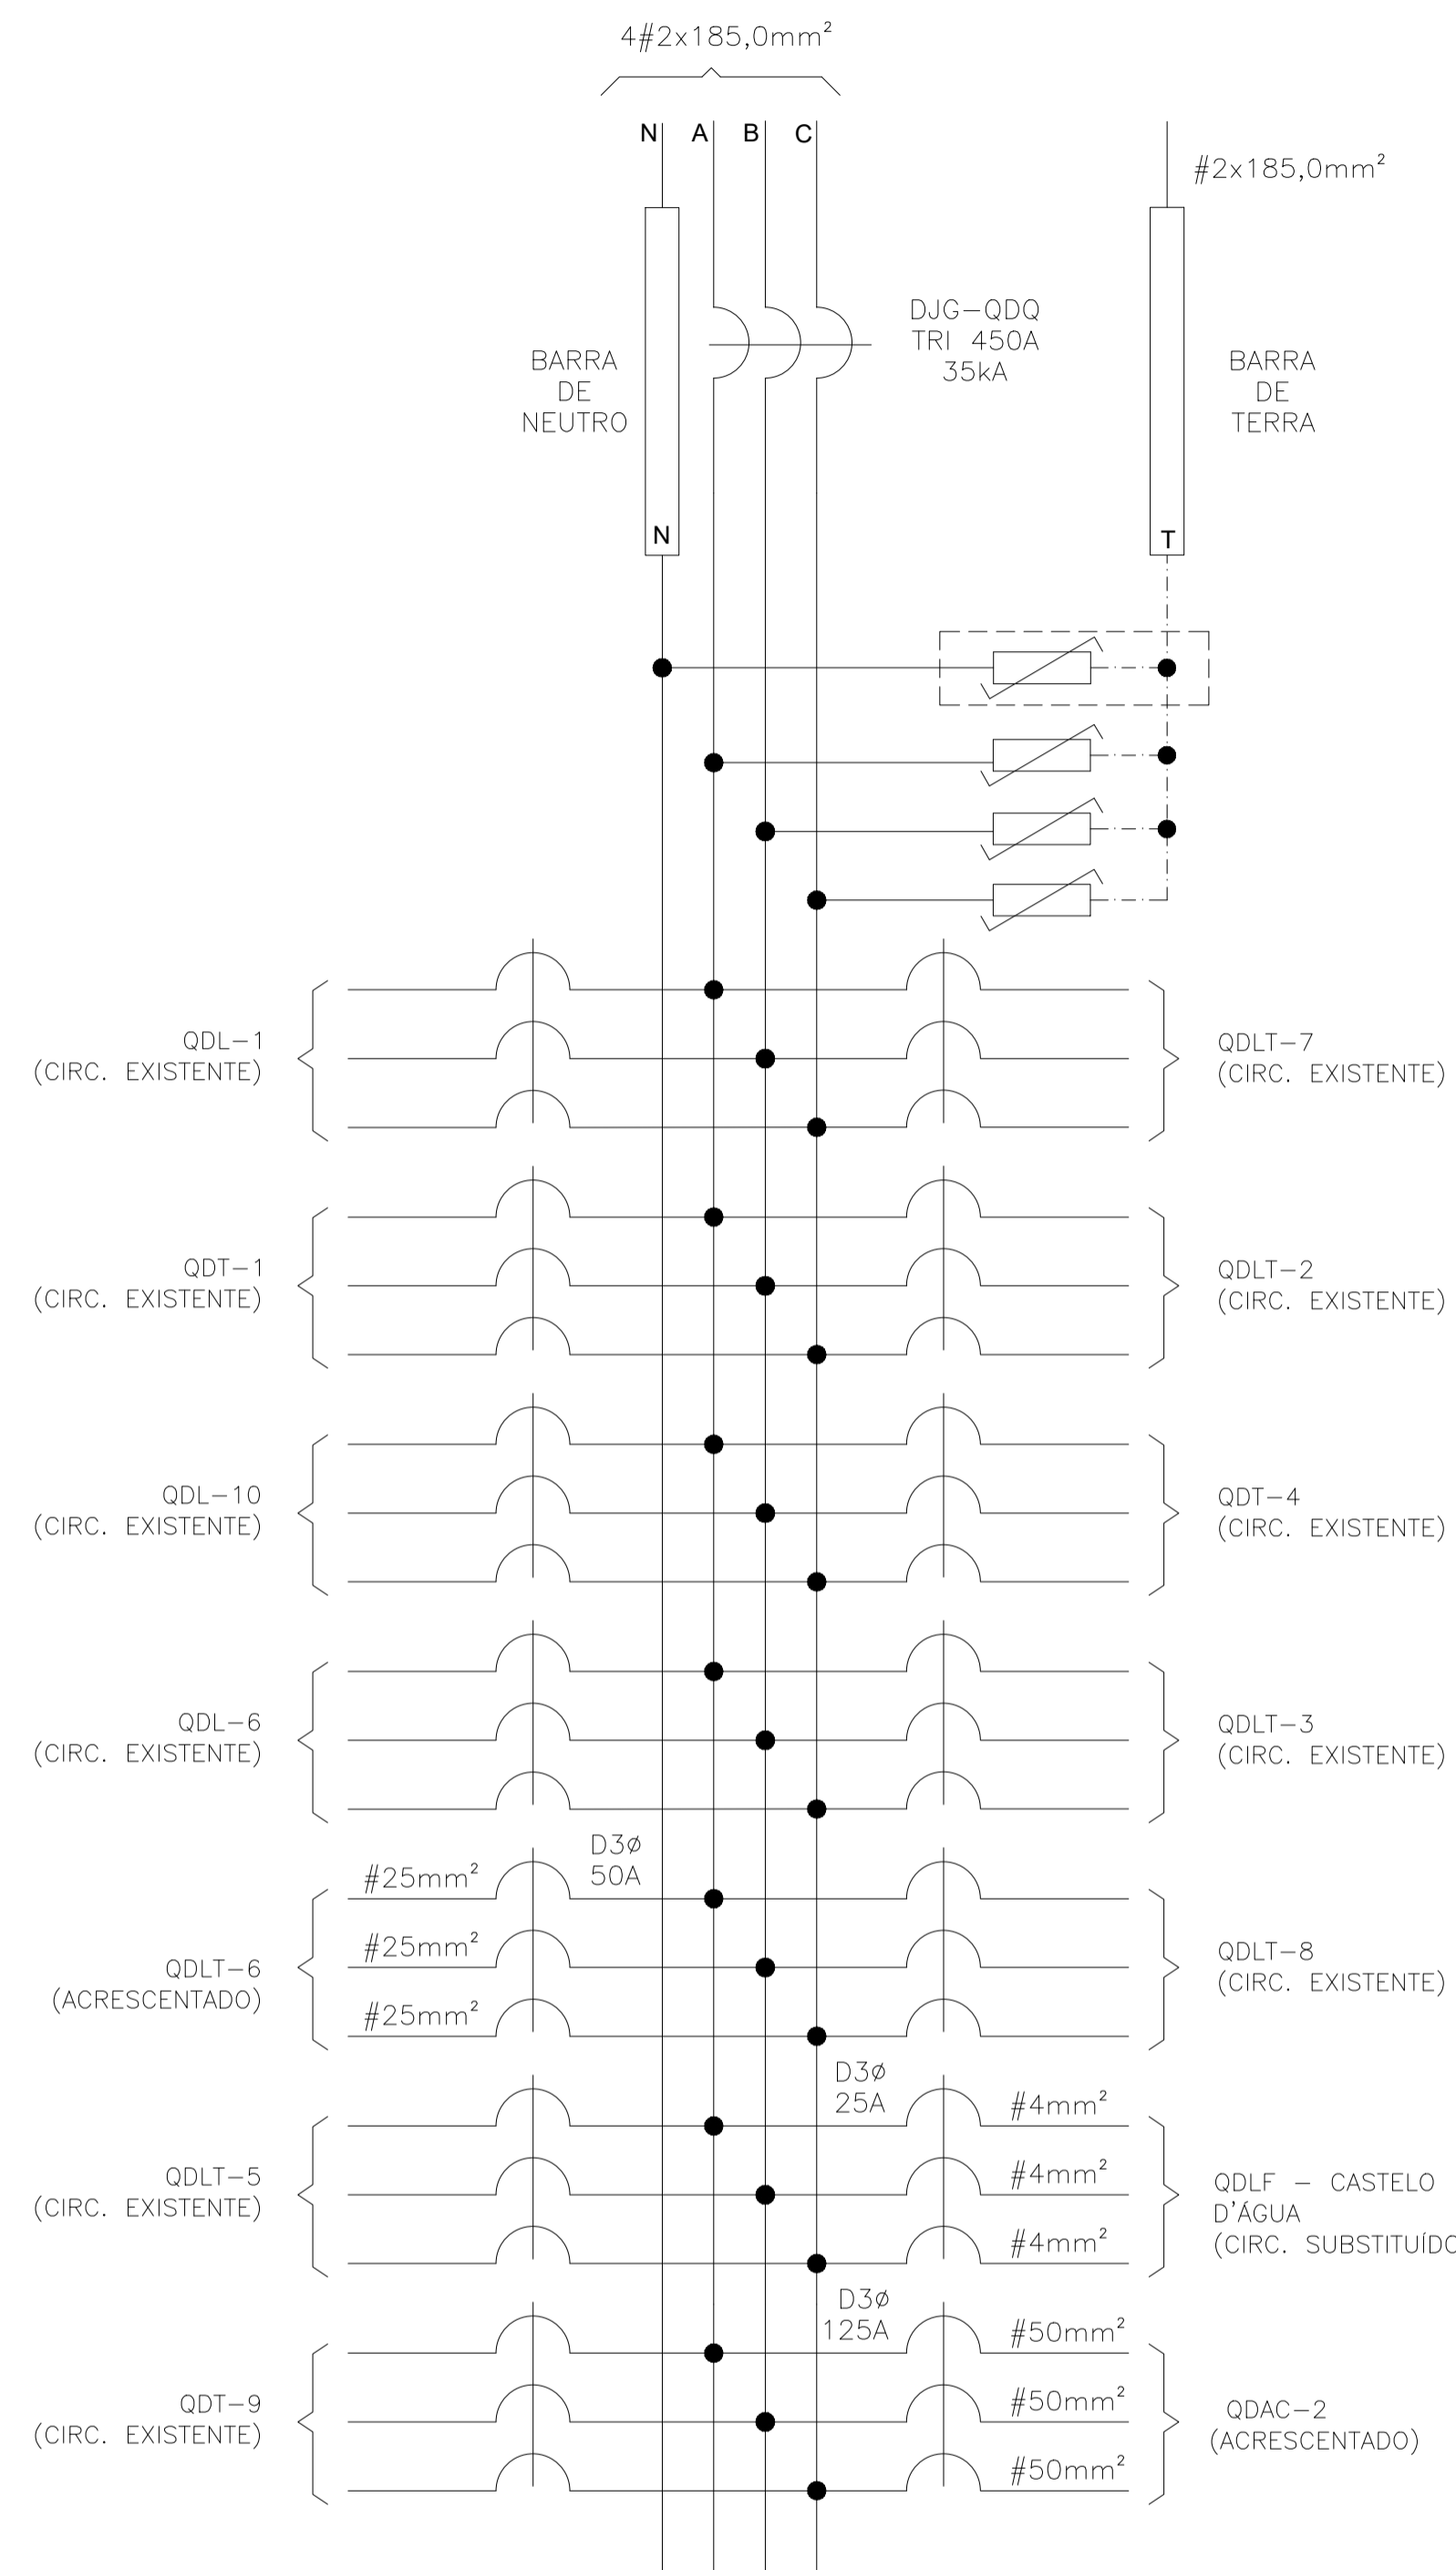 4#2x185,0mm²
N A B C
#2x185,0mm²
DJG-QDQ
TRI 450A
35kA
BARRA
DE
NEUTRO
BARRA
DE
TERRA
N
T
QDL-1
(CIRC. EXISTENTE)
QDLT-7
(CIRC. EXISTENTE)
QDT-1
(CIRC. EXISTENTE)
QDLT-2
(CIRC. EXISTENTE)
QDL-10
(CIRC. EXISTENTE)
QDT-4
(CIRC. EXISTENTE)
QDL-6
(CIRC. EXISTENTE)
QDLT-3
(CIRC. EXISTENTE)
D3ø
50A
#25mm²
#25mm²
#25mm²
QDLT-6
(ACRESCENTADO)
QDLT-8
(CIRC. EXISTENTE)
D3ø
25A
#4mm²
#4mm²
#4mm²
QDLT-5
(CIRC. EXISTENTE)
QDLF - CASTELO
D'ÁGUA
(CIRC. SUBSTITUÍDO
D3ø
125A
#50mm²
#50mm²
#50mm²
QDT-9
(CIRC. EXISTENTE)
QDAC-2
(ACRESCENTADO)